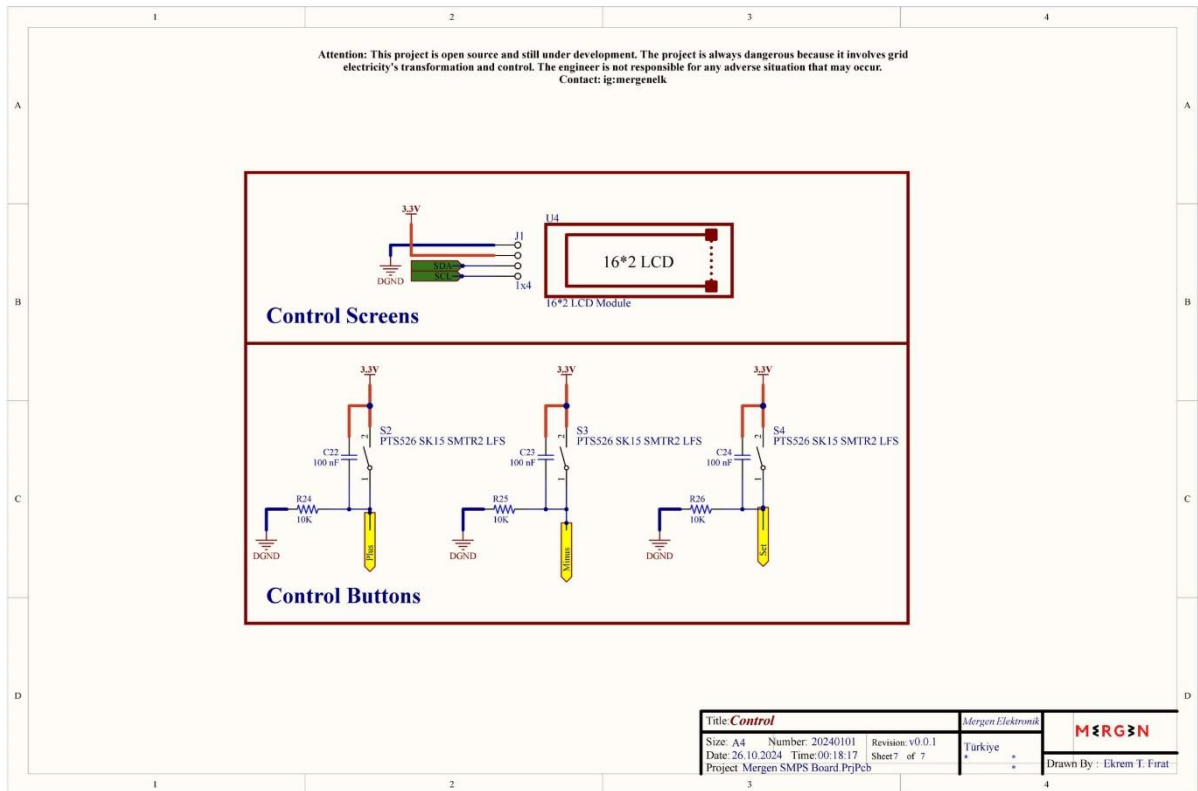 1 2 3 4
Attention: This project is open source and still under development. The project is always dangerous because it involves grid
electricity's transformation and control. The engineer is not responsible for any adverse situation that may occur.
Contact: ig:mergenelk
A A
3.3V
U4
J1
16*2 LCD
SDA
SCL
DGND
1x4
B B
16*2 LCD Module
Control Screens
3.3V 3.3V 3.3V
S2 S3 S4
PTS526 SK15 SMTR2 LFS PTS526 SK15 SMTR2 LFS PTS526 SK15 SMTR2 LFS
2 2 2
C22 C23 C24
100 nF 100 nF 100 nF
1 1 1
C C
R24 R25 R26
10K 10K 10K
DGND DGND DGND
Plus Minus Set
Control Buttons
D D
Title: Control Mergen Elektronik
MERGEN
Size: A4 Number: 20240101 Revision: v0.0.1 Türkiye
Date: 26.10.2024 Time: 00:18:17 Sheet 7 of 7 * *
Project Mergen SMPS Board.PrjPcb * Drawn By : Ekrem T. Fırat
1 2 3 4